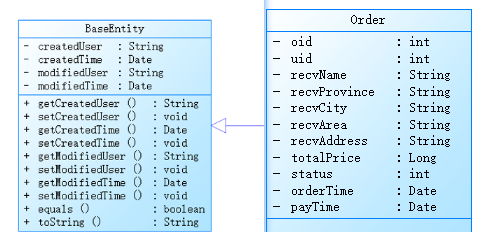 BaseEntity
- createdUser : String
- createdTime : Date
- modifiedUser : String
- modifiedTime : Date
+ getCreatedUser () : String
+ setCreatedUser () : void
+ getCreatedTime () : Date
+ setCreatedTime () : void
+ getModifiedUser () : String
+ setModifiedUser () : void
+ getModifiedTime () : Date
+ setModifiedTime () : void
+ equals () : boolean
+ toString () : String
Order
- oid : int
- uid : int
- recvName : String
- recvProvince : String
- recvCity : String
- recvArea : String
- recvAddress : String
- totalPrice : Long
- status : int
- orderTime : Date
- payTime : Date